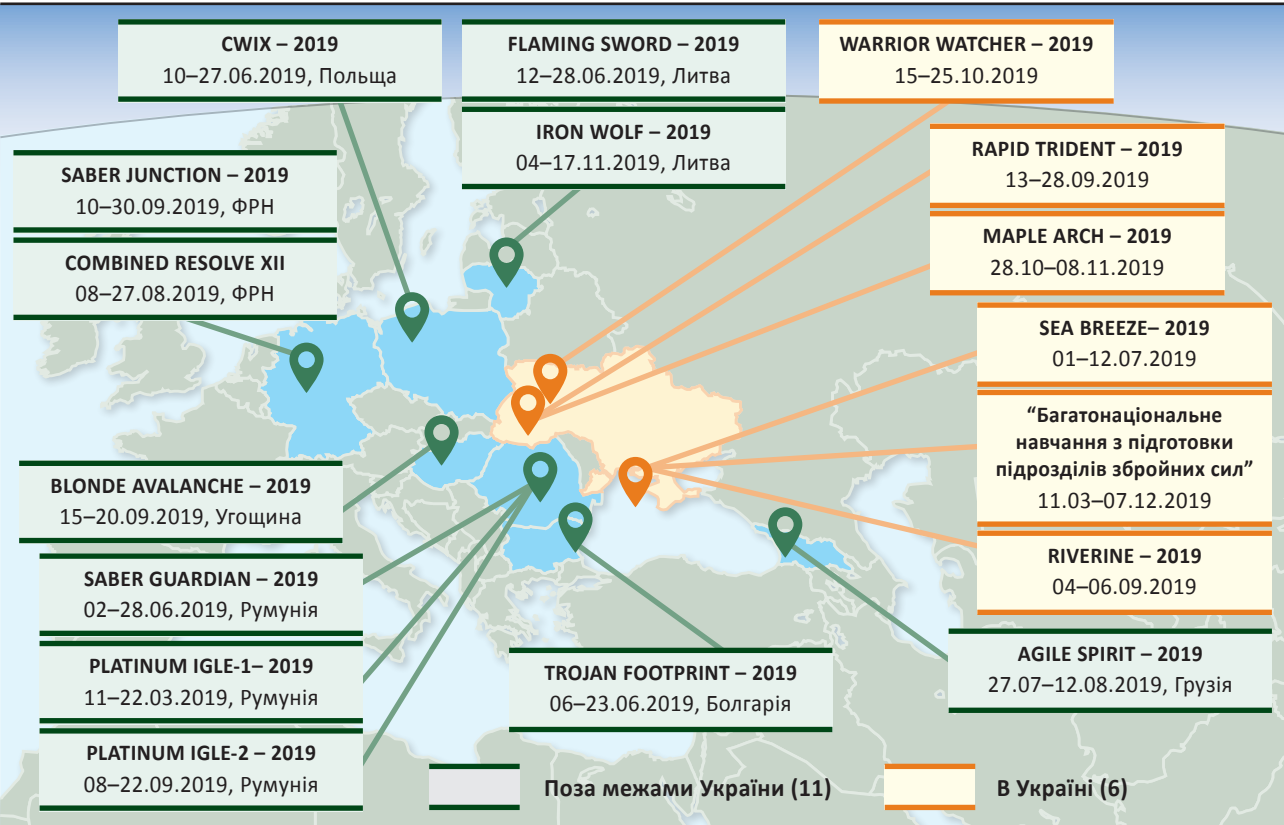 CWIX – 2019
10–27.06.2019, Польща
FLAMING SWORD – 2019
12–28.06.2019, Литва
IRON WOLF – 2019
04–17.11.2019, Литва
WARRIOR WATCHER – 2019
15–25.10.2019
RAPID TRIDENT – 2019
13–28.09.2019
MAPLE ARCH – 2019
28.10–08.11.2019
SABER JUNCTION – 2019
10–30.09.2019, ФРН
COMBINED RESOLVE XII
08–27.08.2019, ФРН
SEA BREEZE– 2019
01–12.07.2019
“Багатонаціональне
навчання з підготовки
підрозділів збройних сил”
11.03–07.12.2019
RIVERINE – 2019
04–06.09.2019
BLONDE AVALANCHE – 2019
15–20.09.2019, Угощина
SABER GUARDIAN – 2019
02–28.06.2019, Румунія
PLATINUM IGLE-1– 2019
11–22.03.2019, Румунія
PLATINUM IGLE-2 – 2019
08–22.09.2019, Румунія
TROJAN FOOTPRINT – 2019
06–23.06.2019, Болгарія
AGILE SPIRIT – 2019
27.07–12.08.2019, Грузія
Поза межами України (11)
В Україні (6)